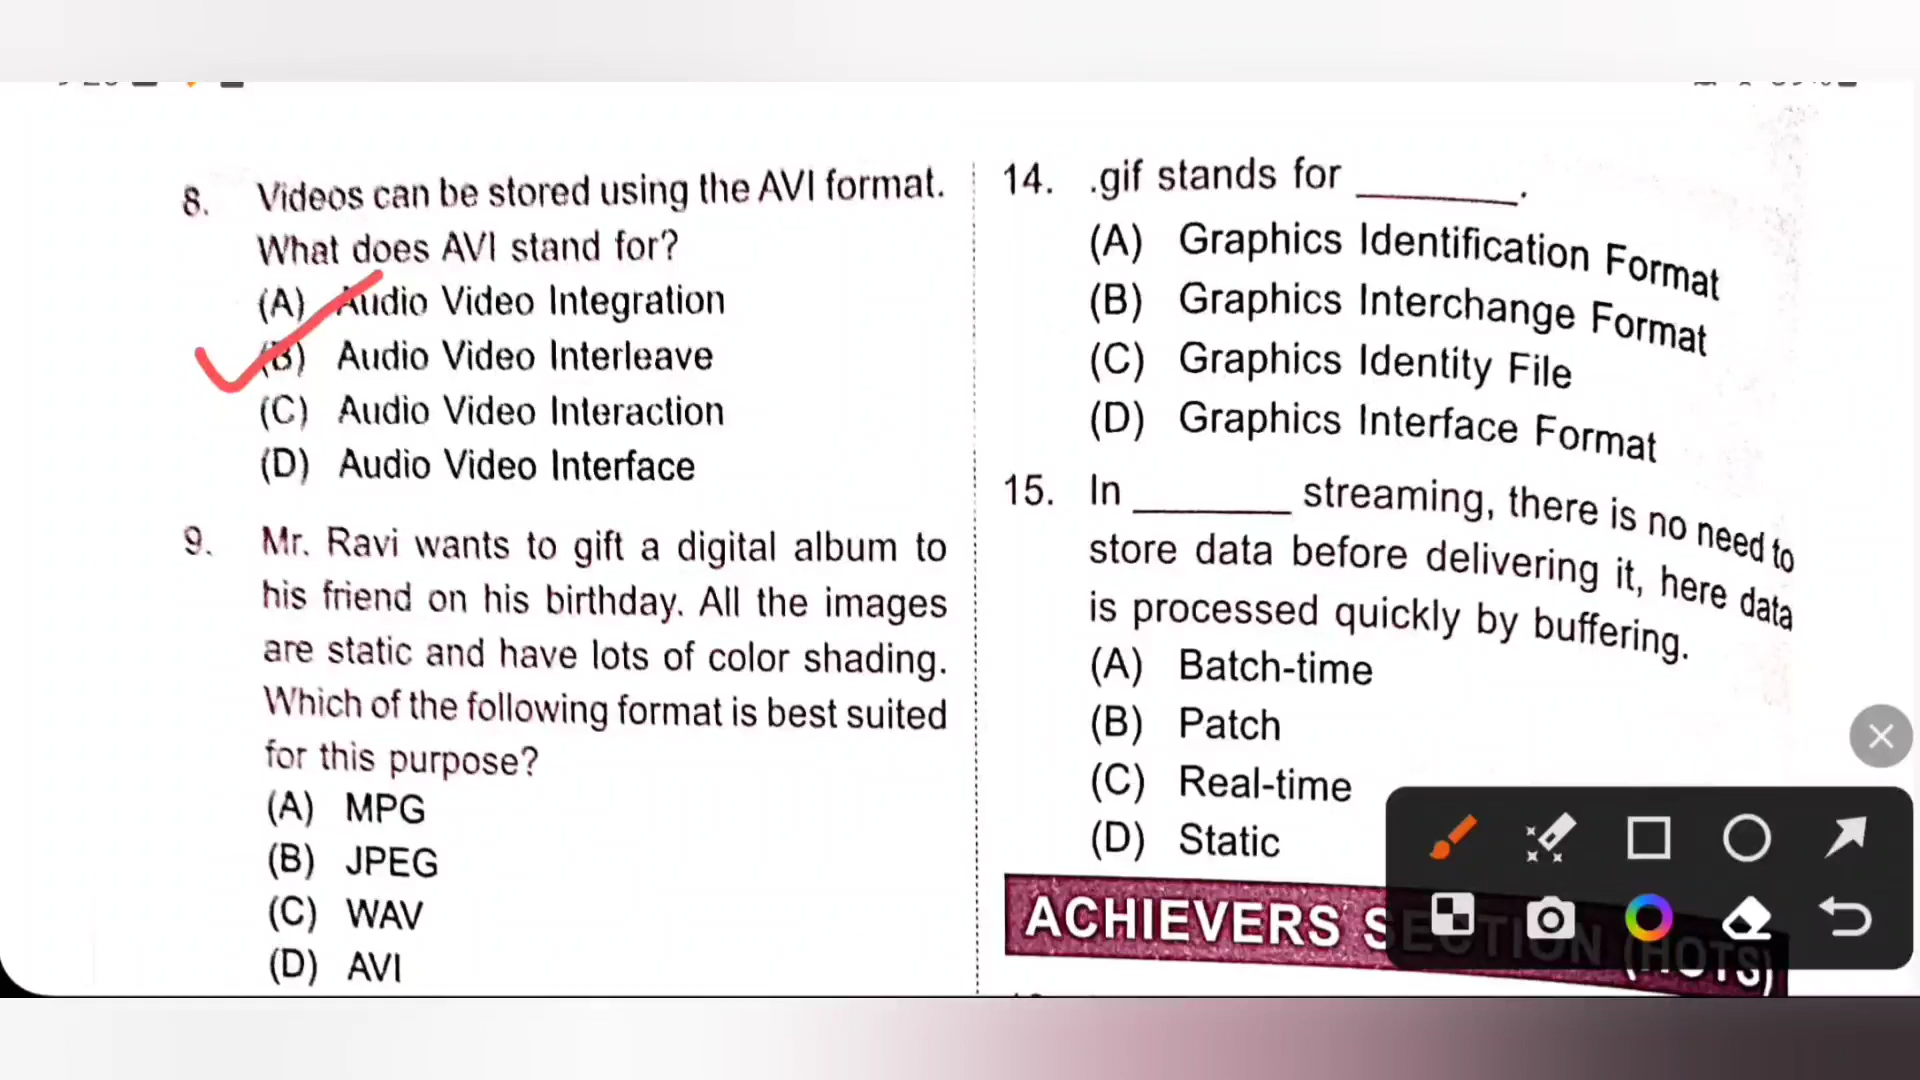 8. Videos can be stored using the AVI format.
What does AVI stand for?
(A) Audio Video Integration
(B) Audio Video Interleave
(C) Audio Video Interaction
(D) Audio Video Interface
9. Mr. Ravi wants to gift a digital album to
his friend on his birthday. All the images
are static and have lots of color shading.
Which of the following format is best suited
for this purpose?
(A) MPG
(B) JPEG
(C) WAV
(D) AVI
14. .gif stands for ________.
(A) Graphics Identification Format
(B) Graphics Interchange Format
(C) Graphics Identity File
(D) Graphics Interface Format
15. In ________ streaming, there is no need to
store data before delivering it, here data
is processed quickly by buffering.
(A) Batch-time
(B) Patch
(C) Real-time
(D) Static
ACHIEVERS SECTION (HOTS)